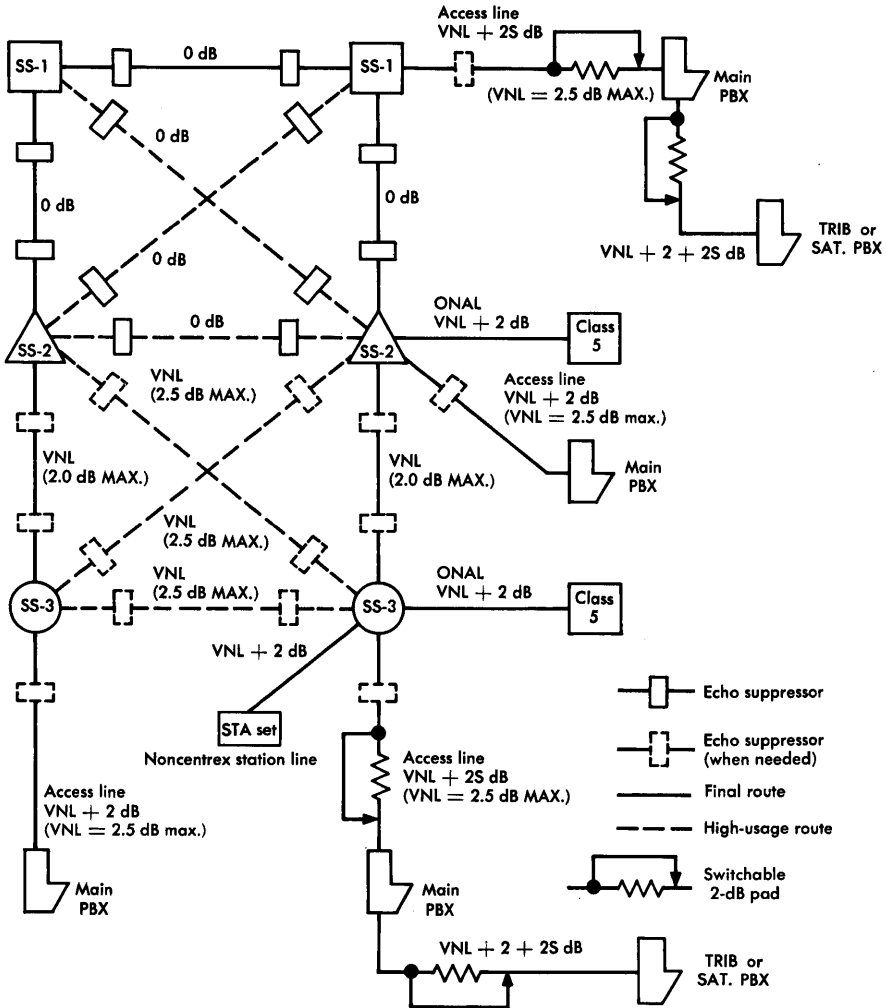 Access line
VNL + 2S dB
SS-1
0 dB
SS-1
(VNL = 2.5 dB MAX.)
Main
PBX
0 dB
0 dB
0 dB
0 dB
TRIB or
SAT. PBX
VNL + 2 + 2S dB
0 dB
ONAL
VNL + 2 dB
SS-2
SS-2
Class
5
VNL
(2.5 dB MAX.)
Access line
VNL + 2 dB
(VNL = 2.5 dB max.)
VNL
(2.0 dB MAX.)
VNL
(2.0 dB MAX.)
Main
PBX
VNL
(2.5 dB MAX.)
VNL
(2.5 dB MAX.)
ONAL
VNL + 2 dB
SS-3
SS-3
Class
5
VNL + 2 dB
STA set
Noncentrex station line
Echo suppressor
Echo suppressor
(when needed)
Access line
VNL + 2S dB
(VNL = 2.5 dB MAX.)
Access line
VNL + 2 dB
(VNL = 2.5 dB max.)
Final route
High-usage route
Switchable
2-dB pad
Main
PBX
Main
PBX
VNL + 2 + 2S dB
TRIB or
SAT. PBX